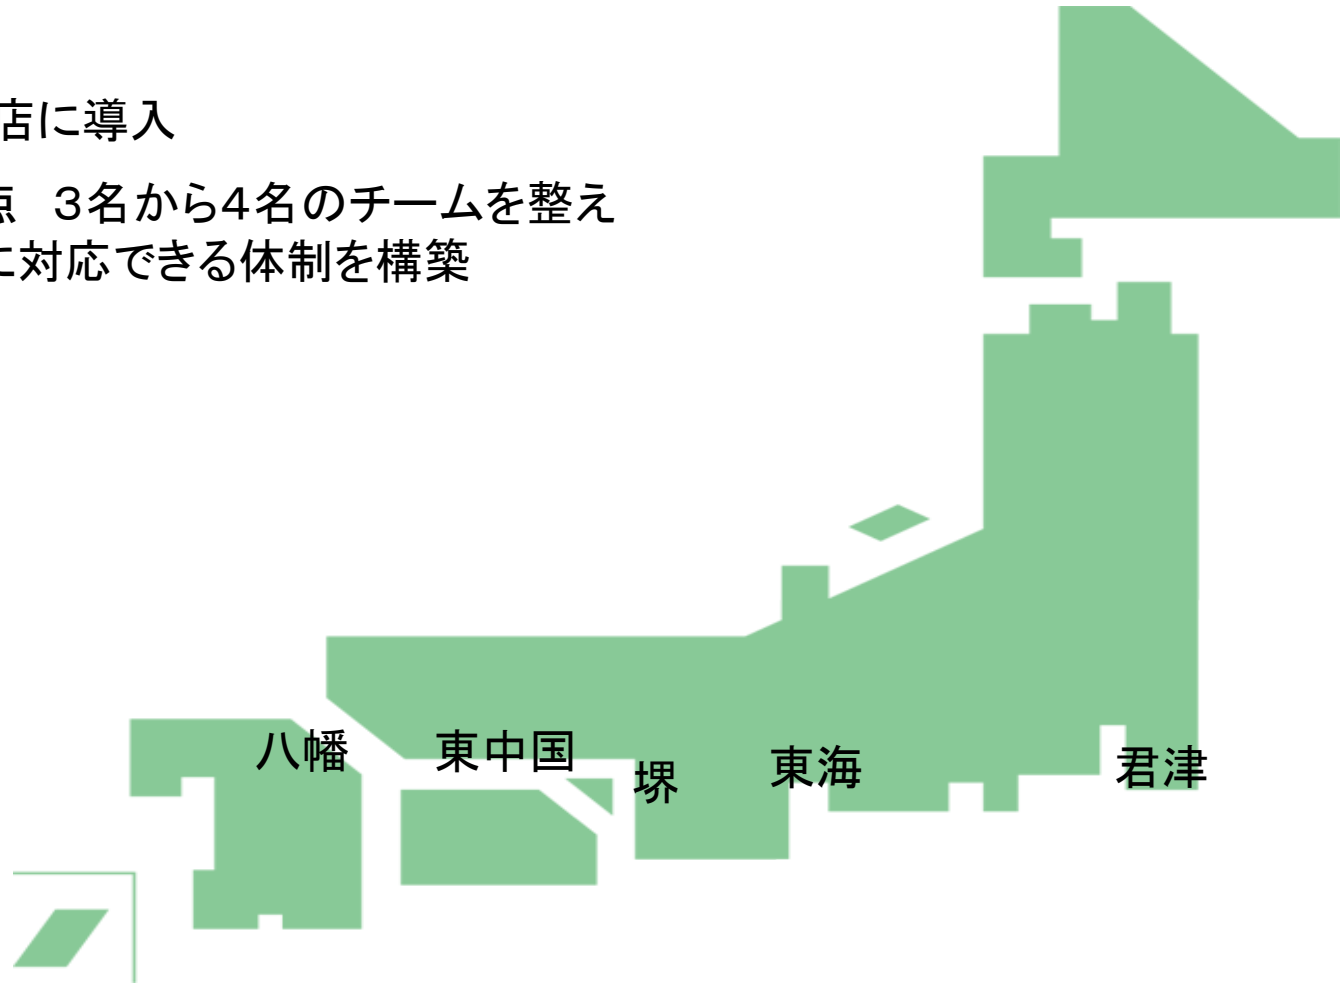 店に導入
点　3名から4名のチームを整え
に対応できる体制を構築
八幡
東中国
堺
東海
君津